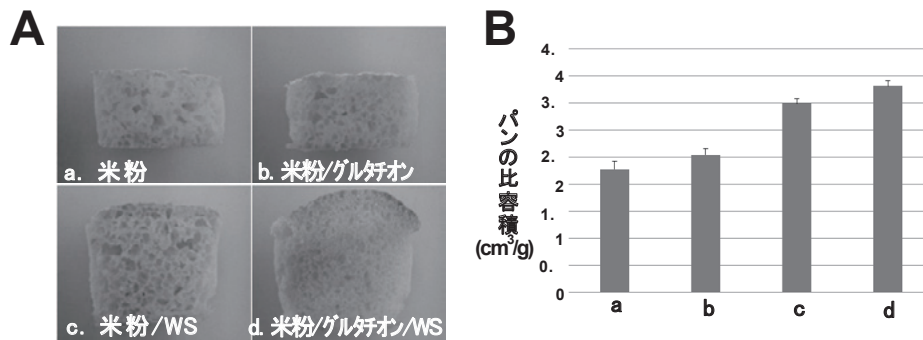 A
a. 米粉
b. 米粉/グルタチオン
c. 米粉/WS
d. 米粉/グルタチオン/WS
B
パンの比容積
(cm³/g)
4.
4
3.
3
2.
2
1.
1
0.
0
a
b
c
d